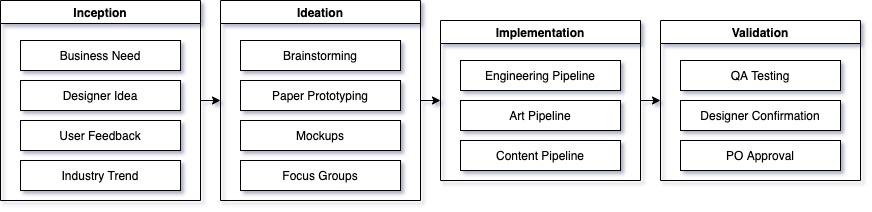 Inception
Business Need
Designer Idea
User Feedback
Industry Trend
Ideation
Brainstorming
Paper Prototyping
Mockups
Focus Groups
Implementation
Engineering Pipeline
Art Pipeline
Content Pipeline
Validation
QA Testing
Designer Confirmation
PO Approval